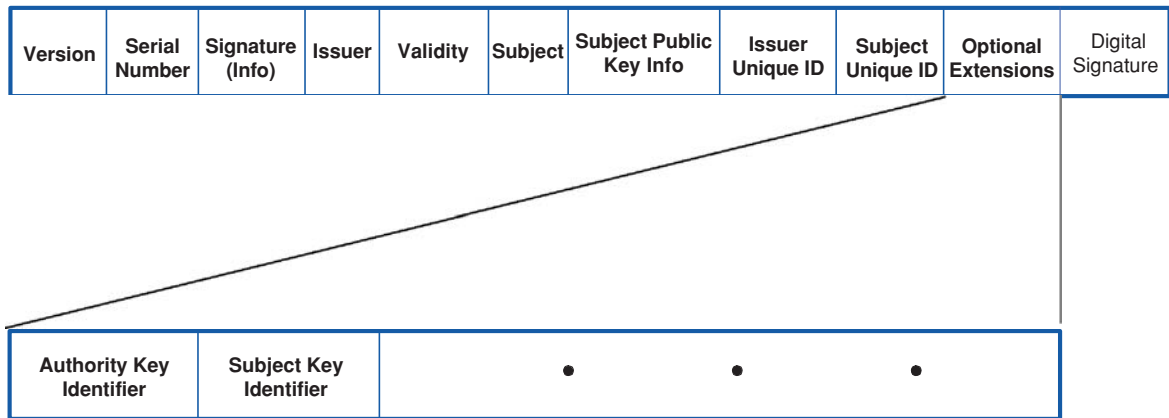 Version
Serial
Number
Signature
(Info)
Issuer
Validity
Subject
Subject Public
Key Info
Issuer
Unique ID
Subject
Unique ID
Optional
Extensions
Digital
Signature
Authority Key
Identifier
Subject Key
Identifier